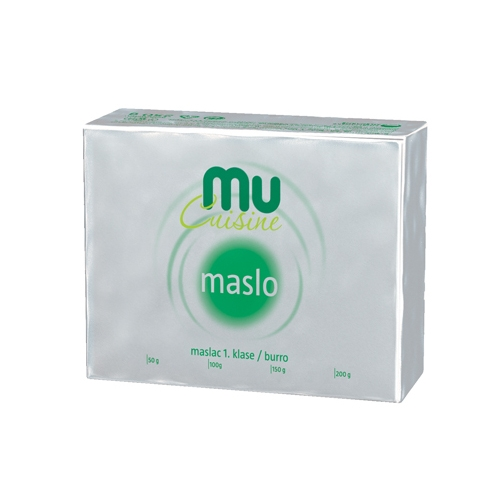 mu
Cuisine
maslo
maslac 1. klase / burro
50 g
100g
150 g
200 g